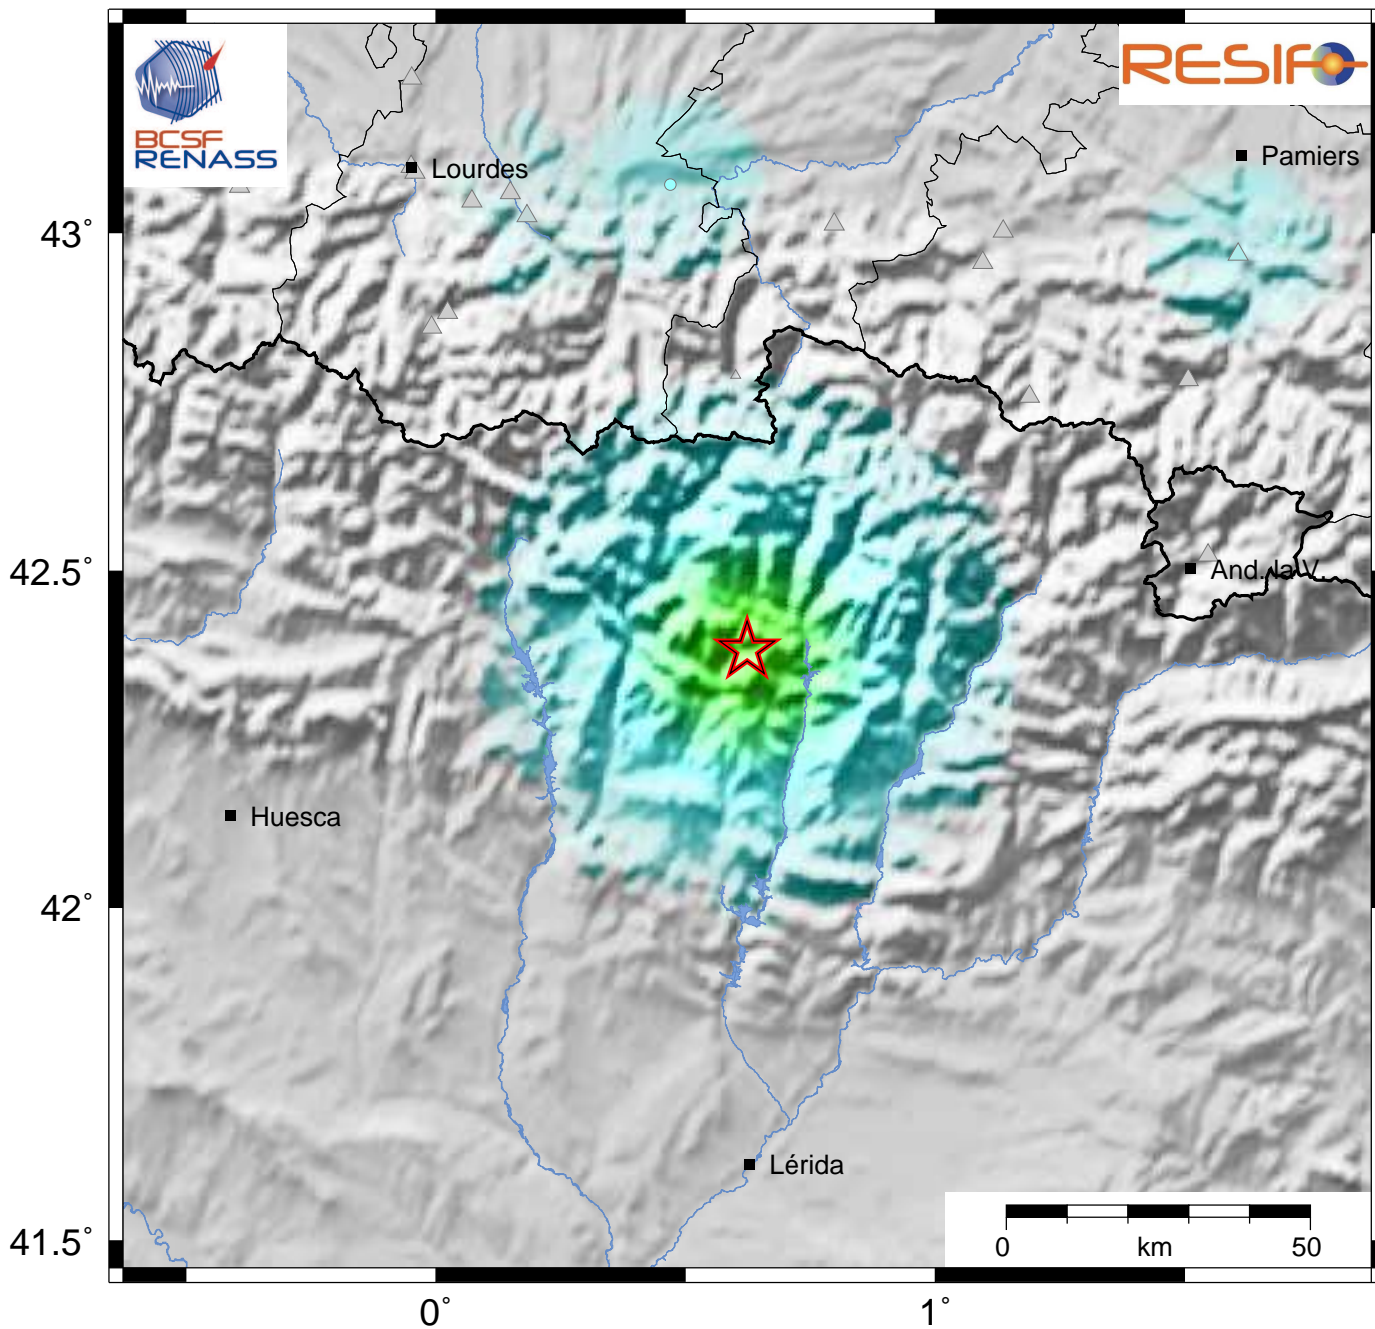 BCSF
RENASS
RESIF
Lourdes
Pamiers
43°
42.5°
And. la V.
Huesca
42°
Lérida
41.5°
0 km 50
0° 1°